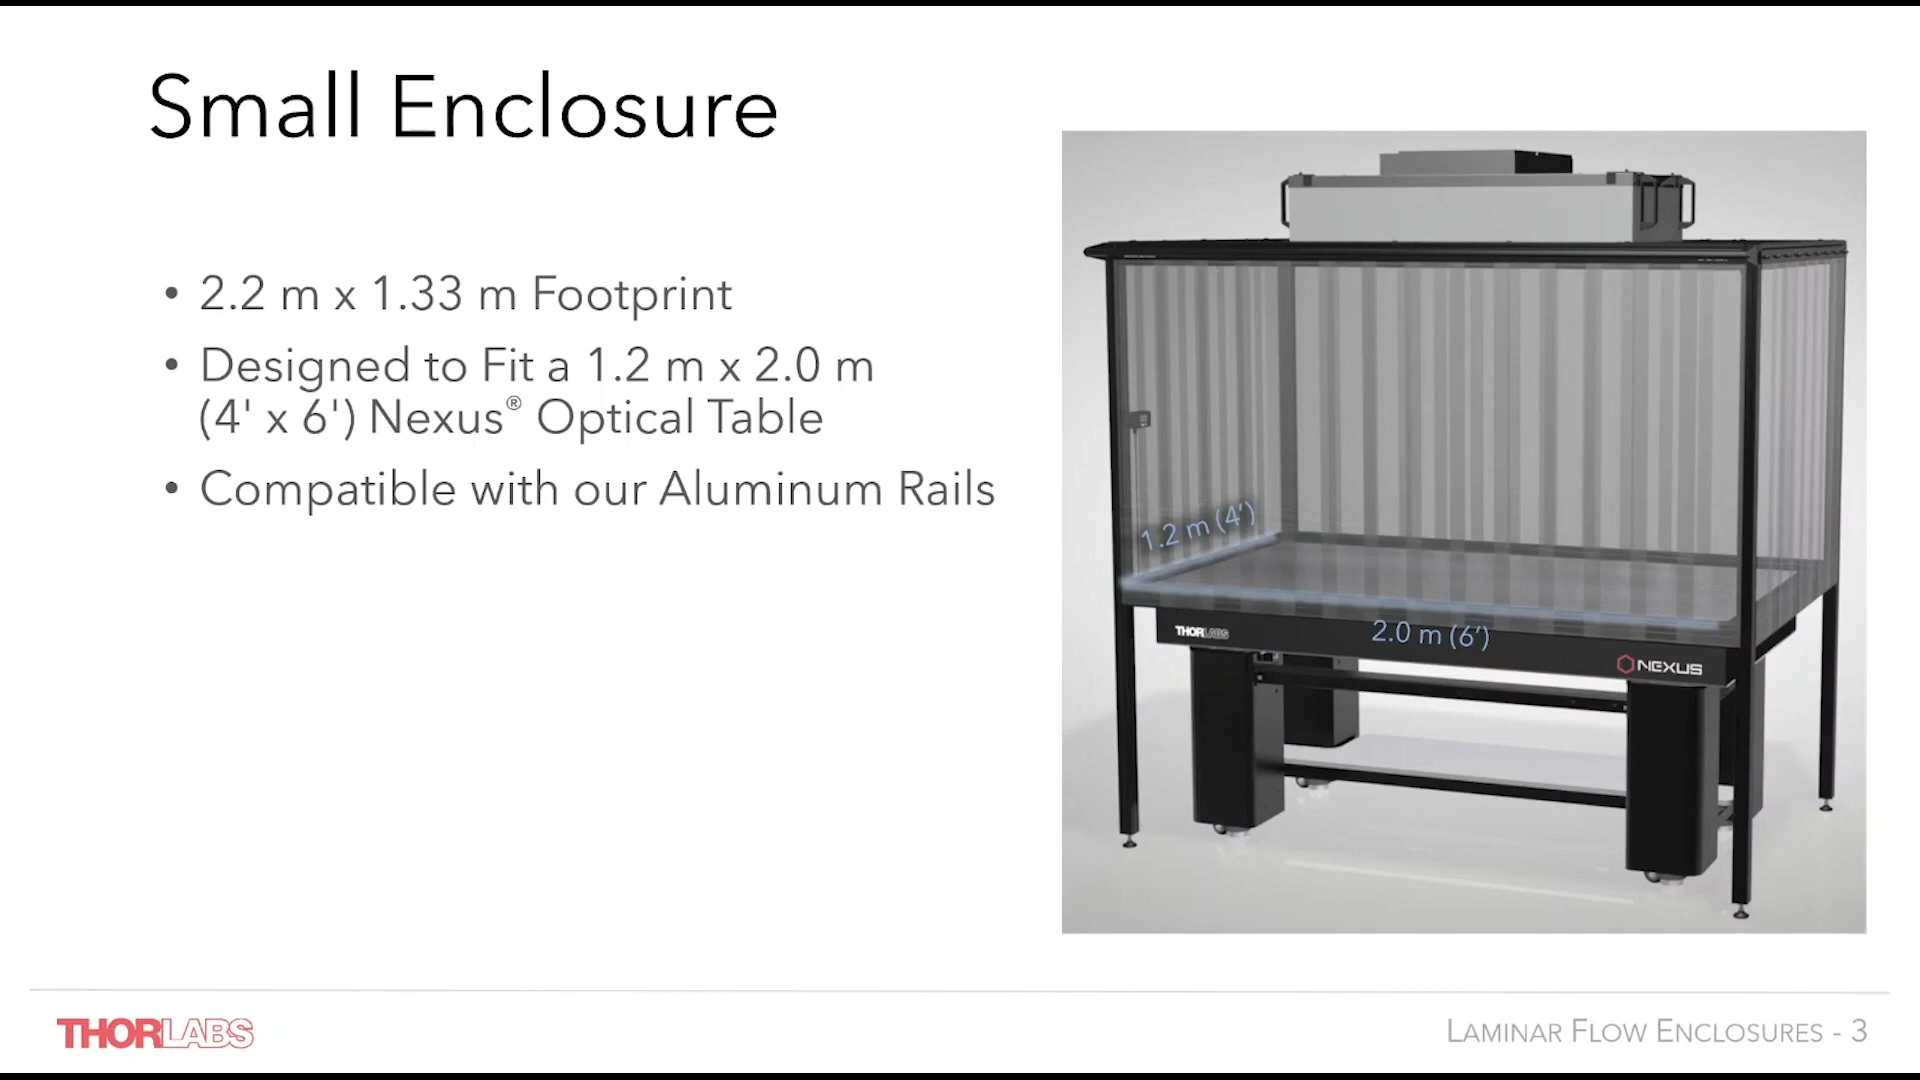 Small Enclosure
• 2.2 m x 1.33 m Footprint
• Designed to Fit a 1.2 m x 2.0 m
(4' x 6') Nexus® Optical Table
• Compatible with our Aluminum Rails
1.2 m (4')
2.0 m (6')
THORLABS
NEXUS
THORLABS
LAMINAR FLOW ENCLOSURES - 3